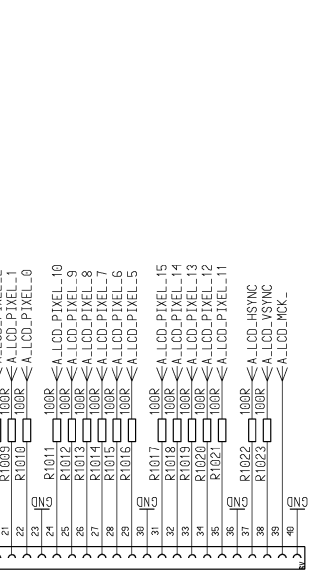 21 R1009 100R A_LCD_PIXEL_1
22 R1010 100R A_LCD_PIXEL_0
23 GND
24 R1011 100R A_LCD_PIXEL_10
25 R1012 100R A_LCD_PIXEL_9
26 R1013 100R A_LCD_PIXEL_8
27 R1014 100R A_LCD_PIXEL_7
28 R1015 100R A_LCD_PIXEL_6
29 R1016 100R A_LCD_PIXEL_5
30 GND
31 R1017 100R A_LCD_PIXEL_15
32 R1018 100R A_LCD_PIXEL_14
33 R1019 100R A_LCD_PIXEL_13
34 R1020 100R A_LCD_PIXEL_12
35 R1021 100R A_LCD_PIXEL_11
36 GND
37 R1022 100R A_LCD_HSYNC
38 R1023 100R A_LCD_VSYNC
39 A_LCD_MCK_
40 GND